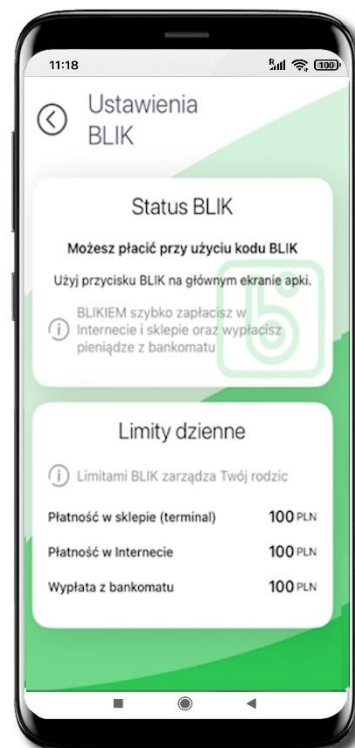 11:18
R
100
Ustawienia
BLIK
Status BLIK
Możesz płacić przy użyciu kodu BLIK
Użyj przycisku BLIK na głównym ekranie apki.
BLIKIEM szybko zapłacisz w
Internecie i sklepie oraz wypłacisz
pieniądze z bankomatu
Limity dzienne
Limitami BLIK zarządza Twój rodzic
Płatność w sklepie (terminal) 100 PLN
Płatność w Internecie 100 PLN
Wypłata z bankomatu 100 PLN